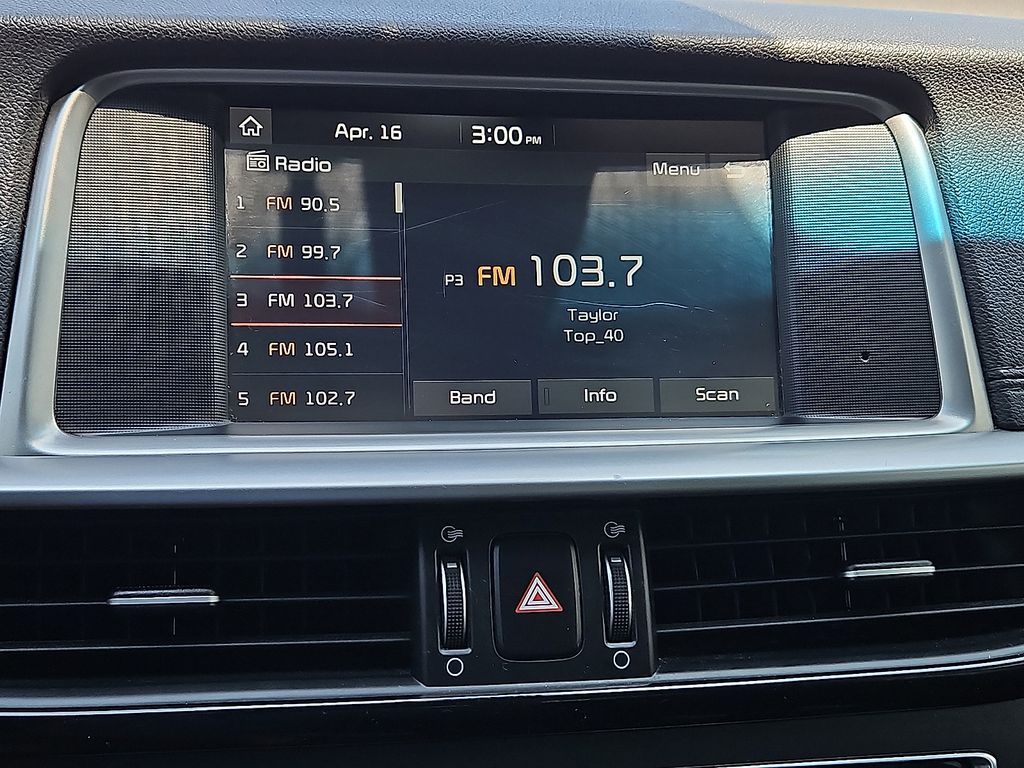 Apr. 16 3:00 PM
Radio Menu
1 FM 90.5
2 FM 99.7
3 FM 103.7
4 FM 105.1
5 FM 102.7
P3 FM 103.7
Taylor
Top_40
Band Info Scan